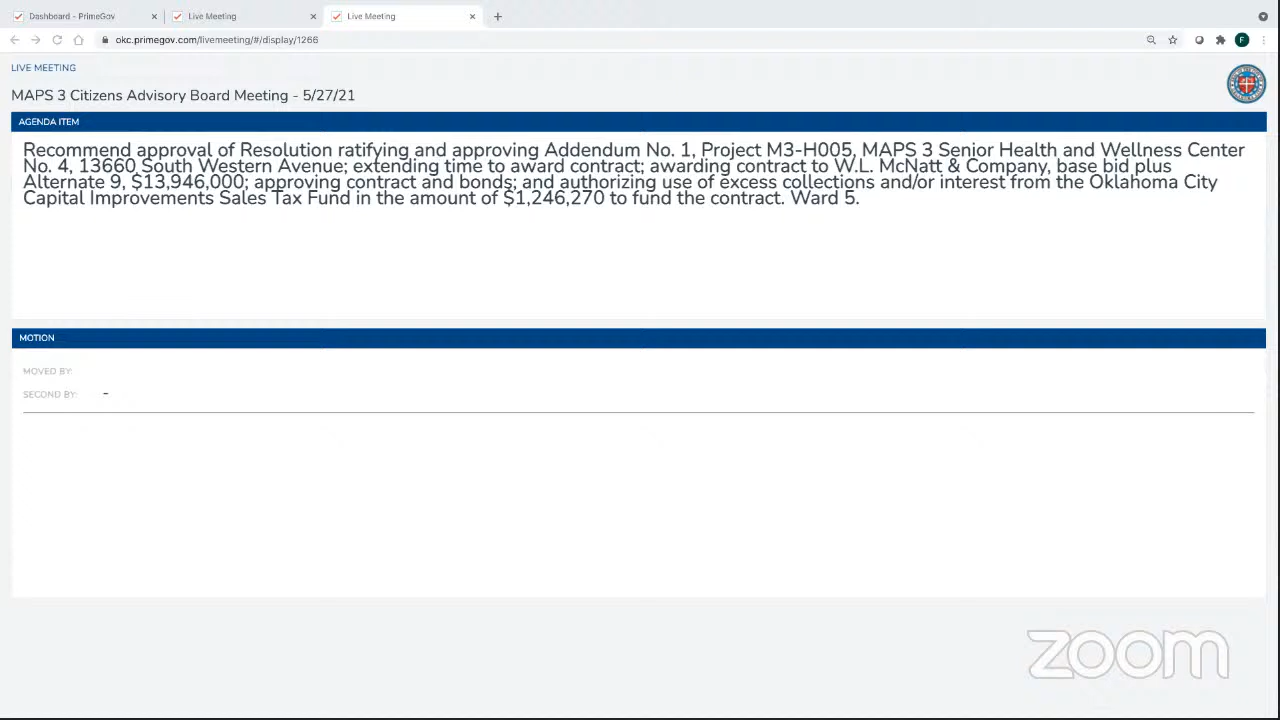 Dashboard - PrimeGov
Live Meeting
Live Meeting
okc.primegov.com/livemeeting/#/display/1266
F
LIVE MEETING
MAPS 3 Citizens Advisory Board Meeting - 5/27/21
AGENDA ITEM
Recommend approval of Resolution ratifying and approving Addendum No. 1, Project M3-H005, MAPS 3 Senior Health and Wellness Center
No. 4, 13660 South Western Avenue; extending time to award contract; awarding contract to W.L. McNatt & Company, base bid plus
Alternate 9, $13,946,000; approving contract and bonds; and authorizing use of excess collections and/or interest from the Oklahoma City
Capital Improvements Sales Tax Fund in the amount of $1,246,270 to fund the contract. Ward 5.
MOTION
MOVED BY:
SECOND BY: -
zoom